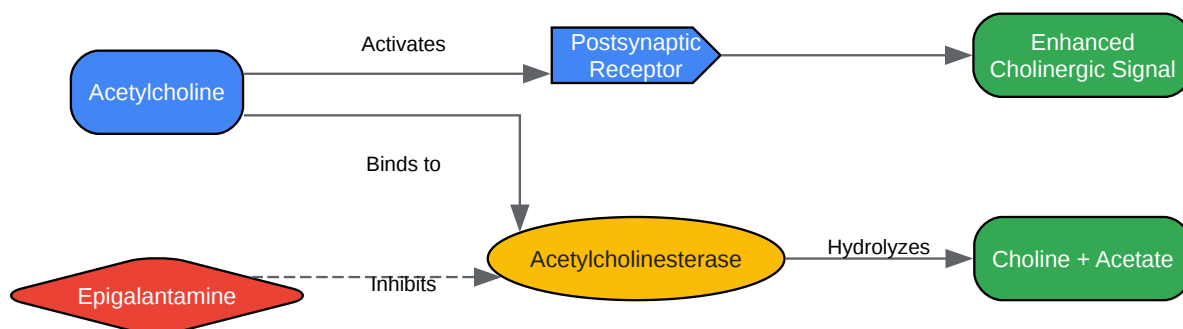 Activates
Postsynaptic
Receptor
Enhanced
Cholinergic Signal
Acetylcholine
Binds to
Acetylcholinesterase
Hydrolyzes
Choline + Acetate
Inhibits
Epigalantamine